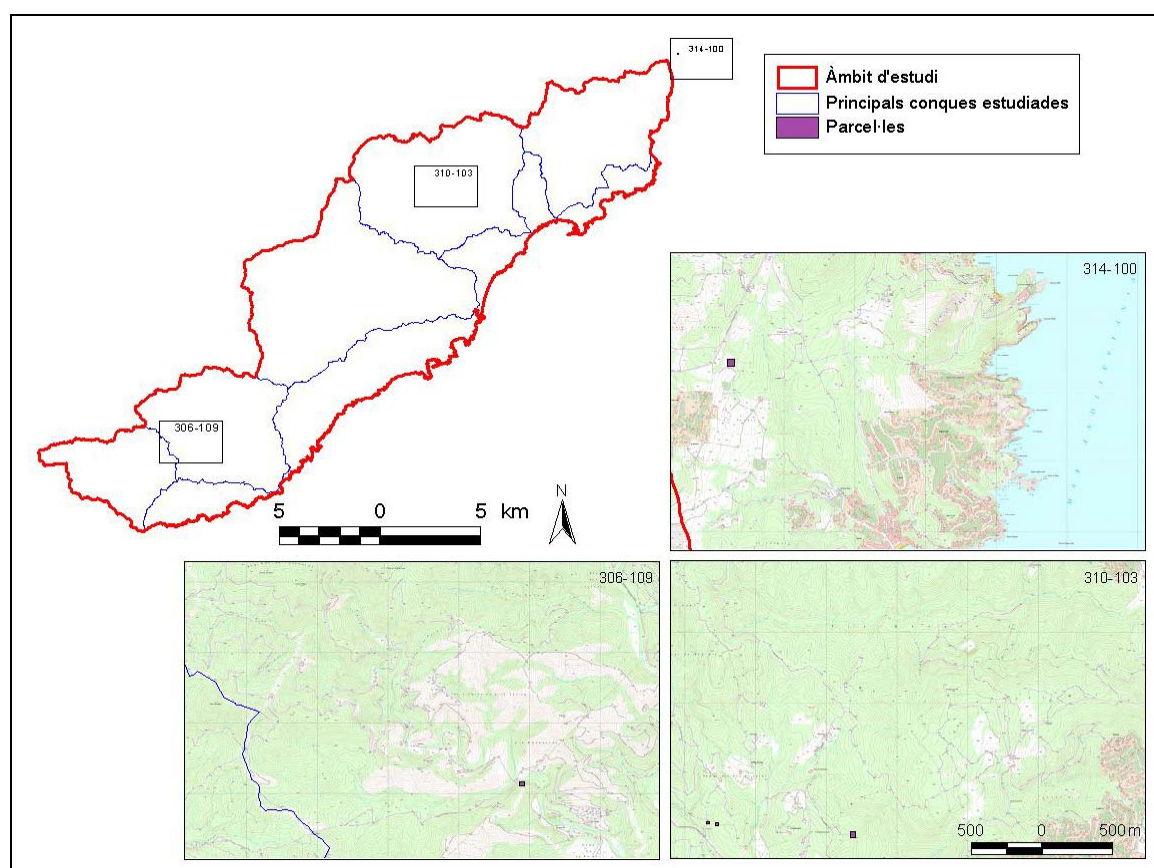 314-100
Àmbit d'estudi
Principals conques estudiades
Parcel·les
310-103
306-109
N
5 0 5 km
314-100
306-109
310-103
500 0 500 m